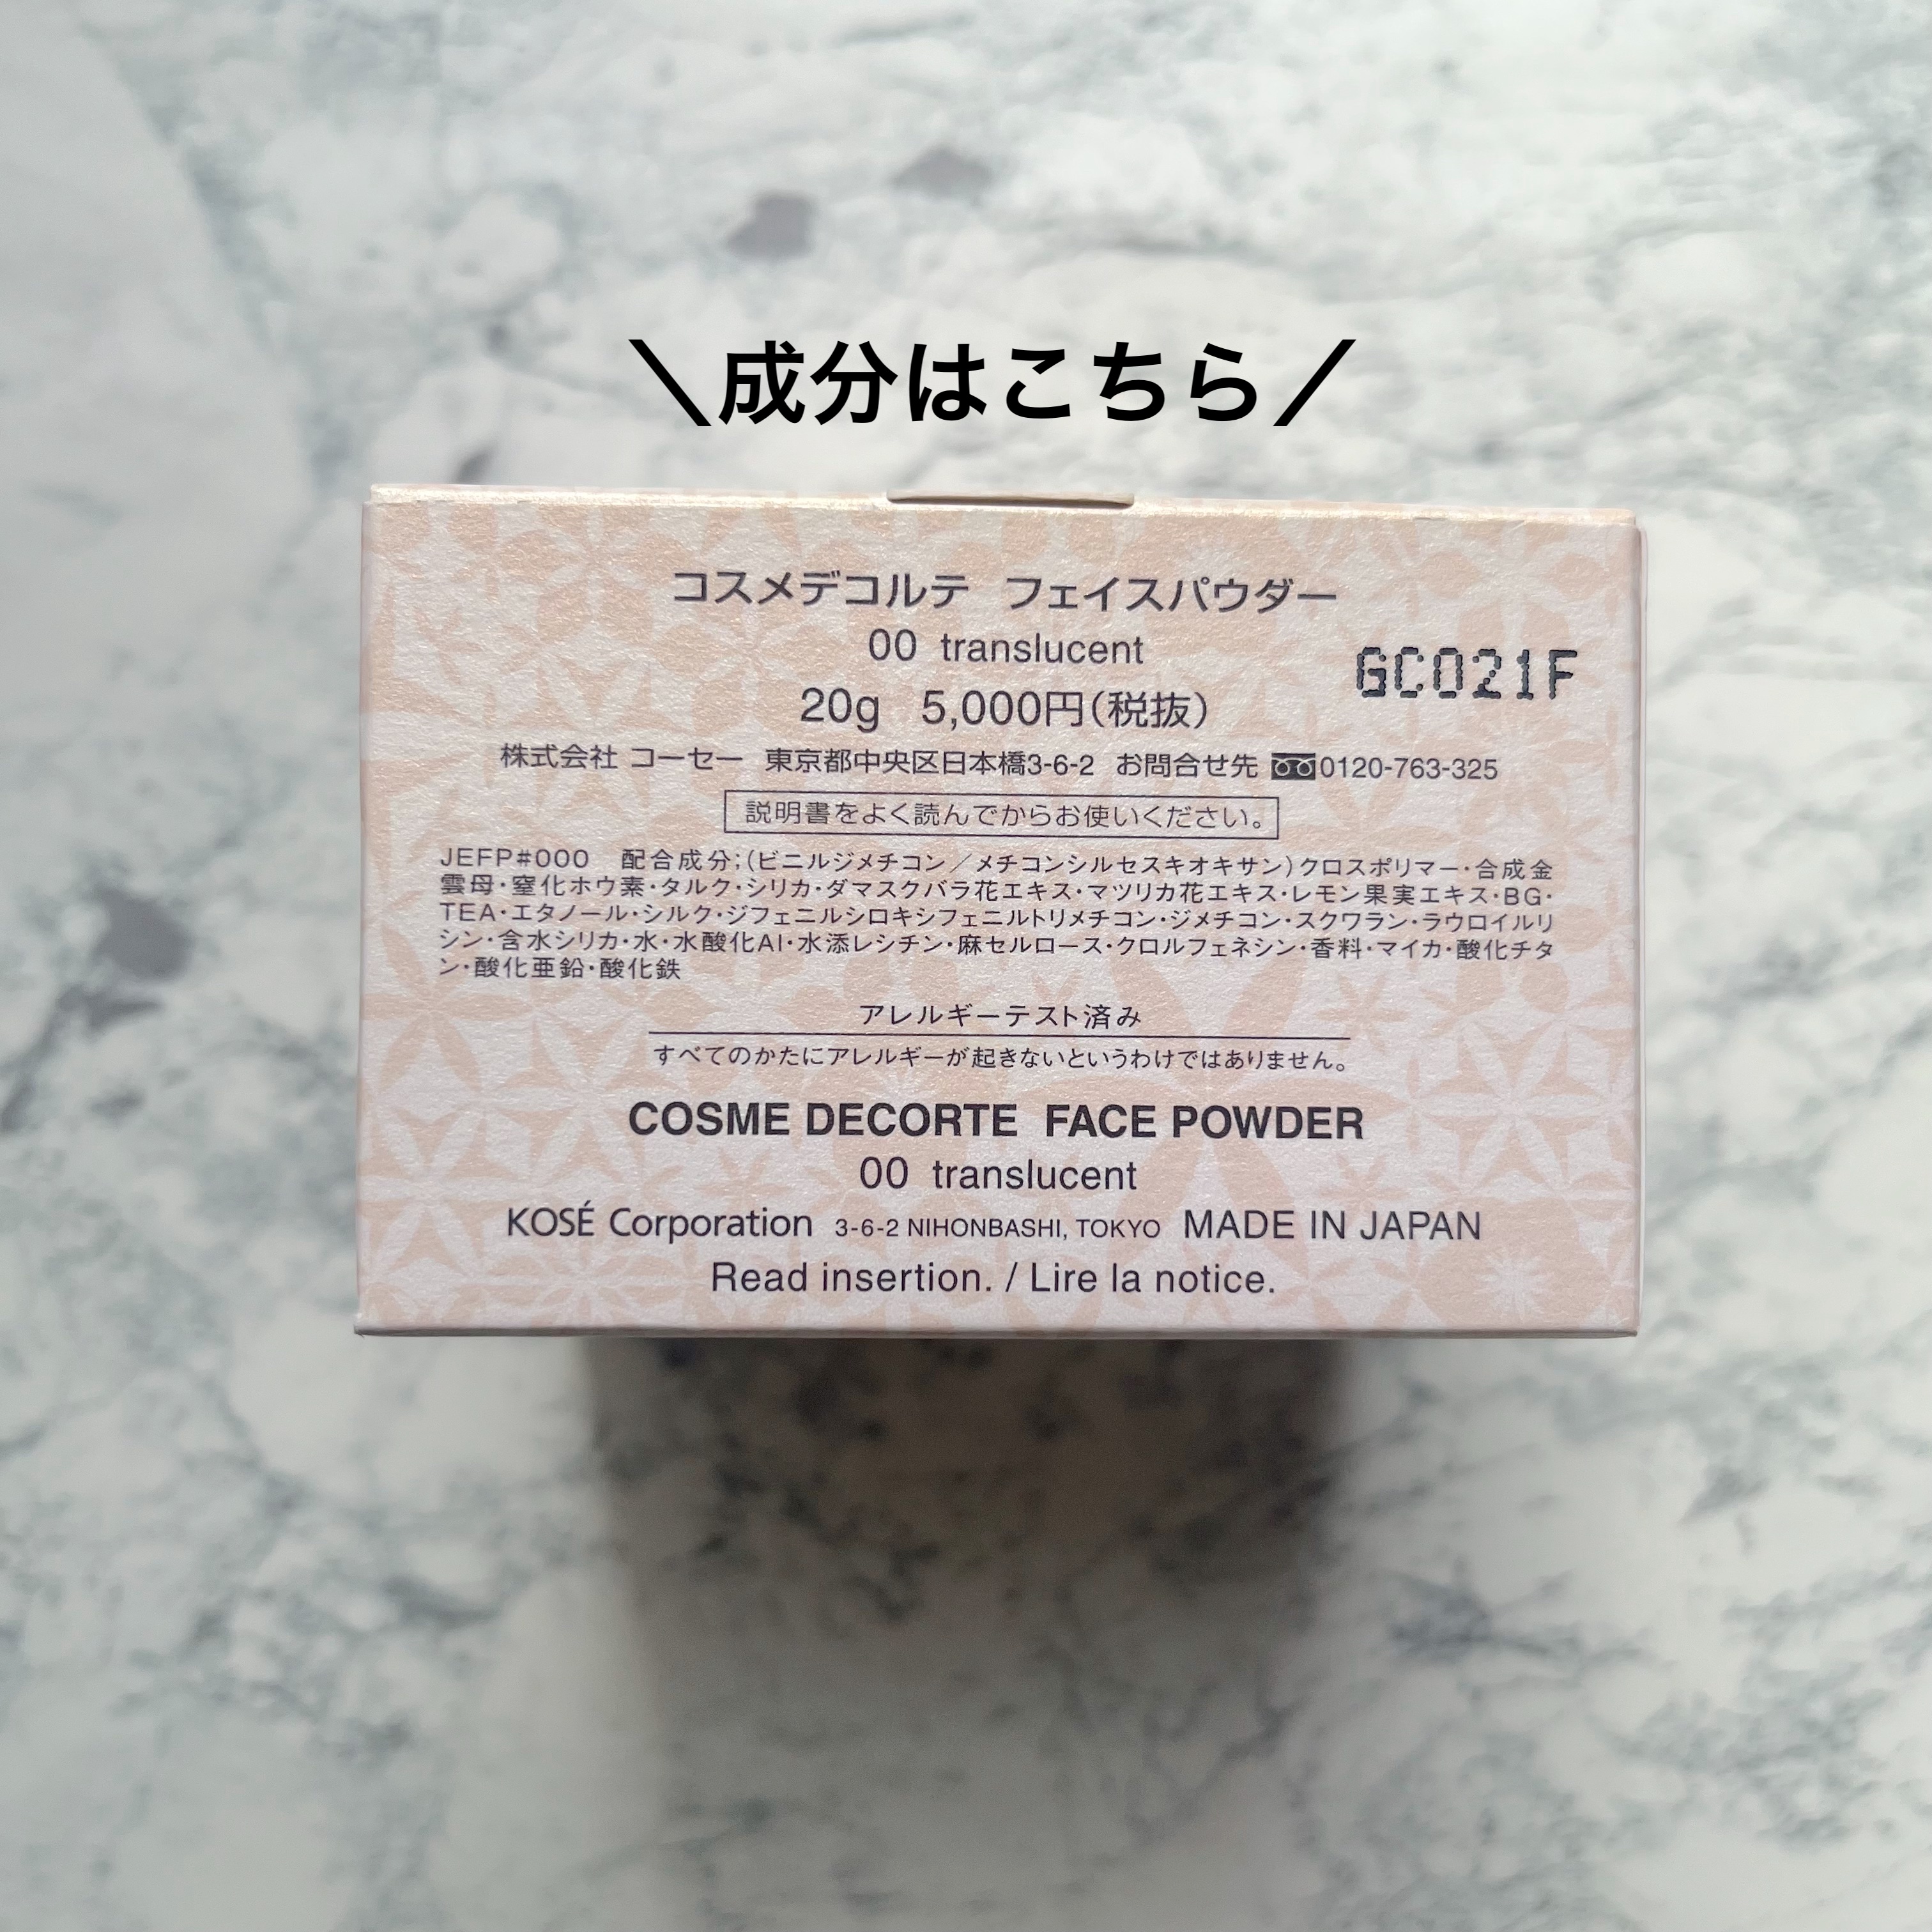 ＼成分はこちら／
コスメデコルテ フェイスパウダー
00 translucent
GC021F
20g 5,000円(税抜)
株式会社 コーセー 東京都中央区日本橋3-6-2 お問合せ先 0120-763-325
説明書をよく読んでからお使いください。
JEFP#000 配合成分;(ビニルジメチコン／メチコンシルセスキオキサン)クロスポリマー・合成金
雲母・窒化ホウ素・タルク・シリカ・ダマスクバラ花エキス・マツリカ花エキス・レモン果実エキス・BG・
TEA・エタノール・シルク・ジフェニルシロキシフェニルトリメチコン・ジメチコン・スクワラン・ラウロイルリ
シン・含水シリカ・水・水酸化Al・水添レシチン・麻セルロース・クロルフェネシン・香料・マイカ・酸化チタ
ン・酸化亜鉛・酸化鉄
アレルギーテスト済み
すべてのかたにアレルギーが起きないというわけではありません。
COSME DECORTE FACE POWDER
00 translucent
KOSÉ Corporation 3-6-2 NIHONBASHI, TOKYO MADE IN JAPAN
Read insertion. / Lire la notice.